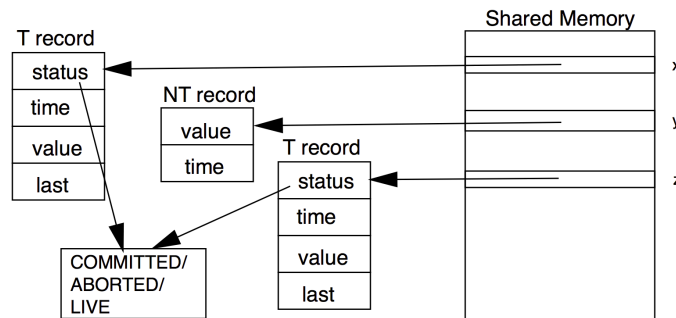 Shared Memory
T record
status
time
value
last
NT record
value
time
T record
status
time
value
last
COMMITTED/
ABORTED/
LIVE
x
y
z